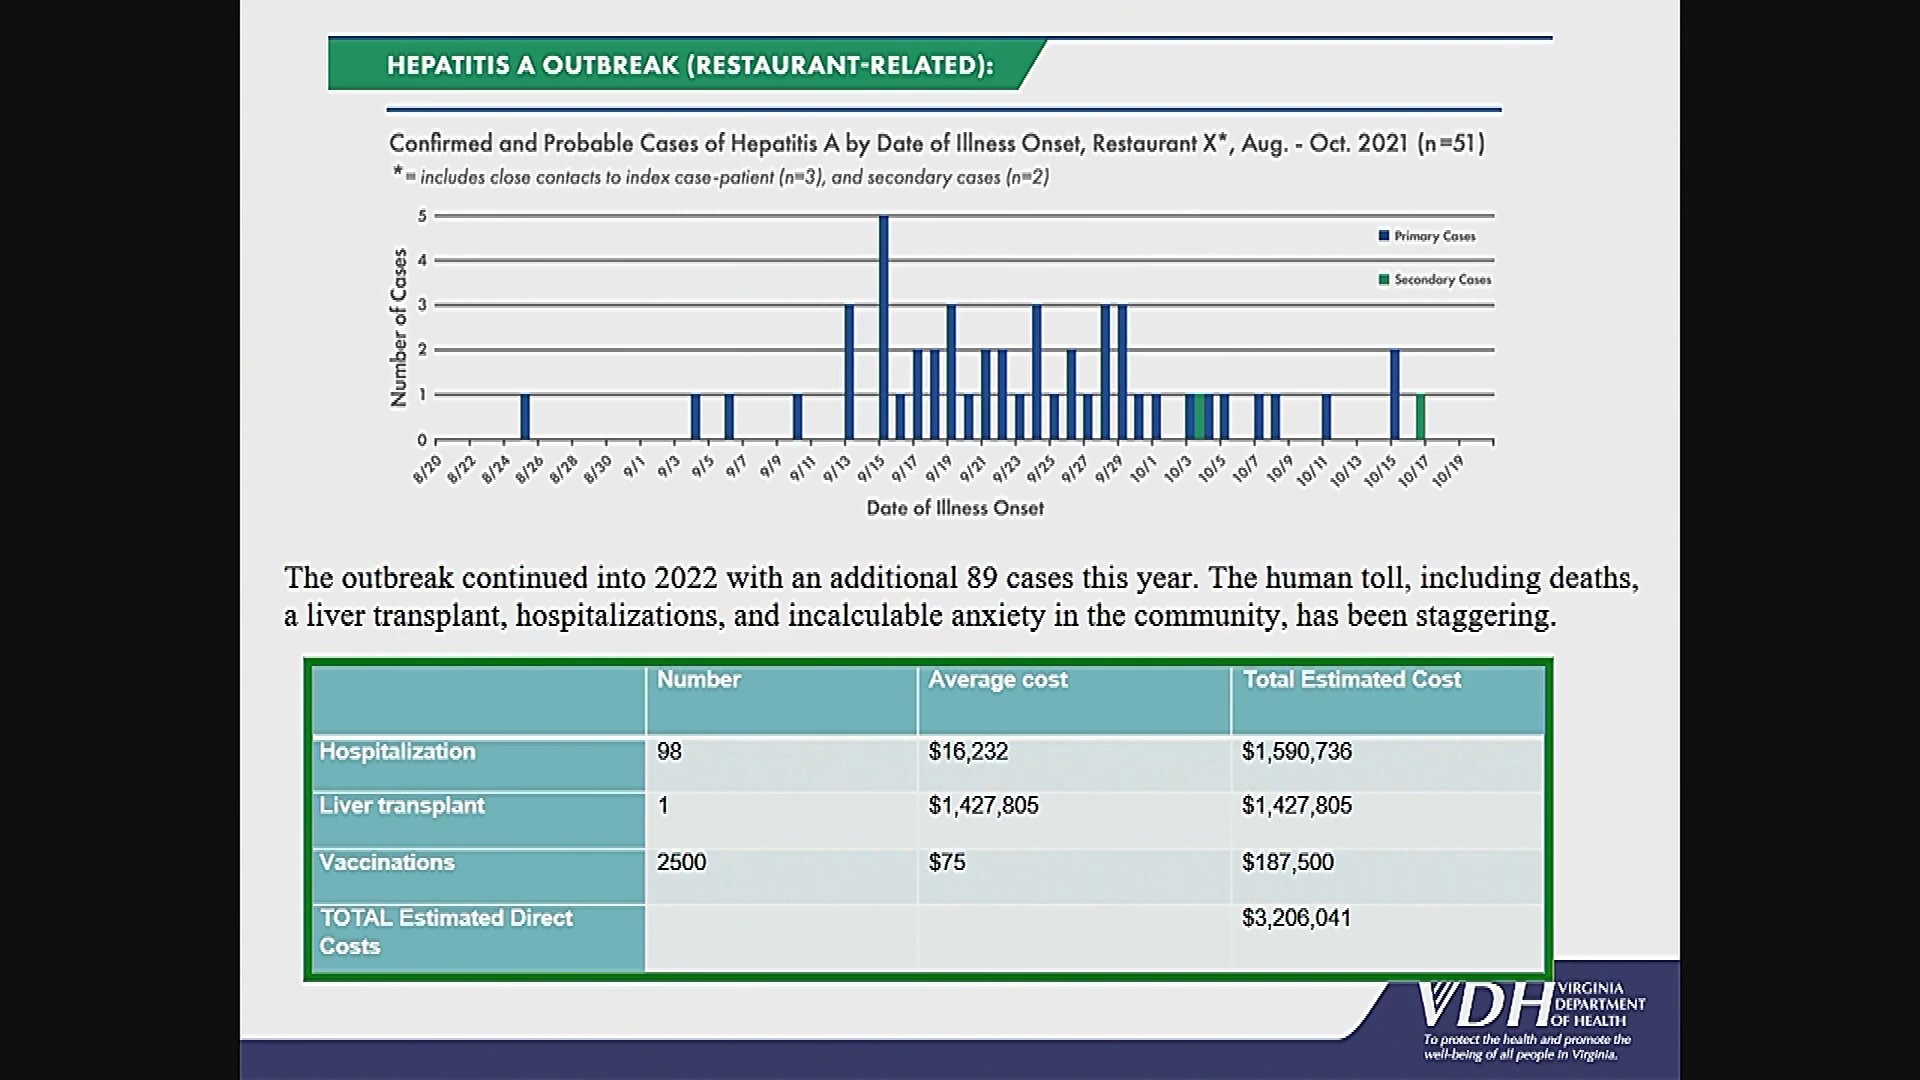 HEPATITIS A OUTBREAK (RESTAURANT-RELATED):
Confirmed and Probable Cases of Hepatitis A by Date of Illness Onset, Restaurant X*, Aug. - Oct. 2021 (n=51)
*= includes close contacts to index case-patient (n=3), and secondary cases (n=2)
Number of Cases
5
4
3
2
1
0
Primary Cases
Secondary Cases
8/20 8/22 8/24 8/26 8/28 8/30 9/1 9/3 9/5 9/7 9/9 9/11 9/13 9/15 9/17 9/19 9/21 9/23 9/25 9/27 9/29 10/1 10/3 10/5 10/7 10/9 10/11 10/13 10/15 10/17 10/19
Date of Illness Onset
The outbreak continued into 2022 with an additional 89 cases this year. The human toll, including deaths,
a liver transplant, hospitalizations, and incalculable anxiety in the community, has been staggering.
Number Average cost Total Estimated Cost
Hospitalization 98 $16,232 $1,590,736
Liver transplant 1 $1,427,805 $1,427,805
Vaccinations 2500 $75 $187,500
TOTAL Estimated Direct $3,206,041
Costs
VDH VIRGINIA
DEPARTMENT
OF HEALTH
To protect the health and promote the
well-being of all people in Virginia.